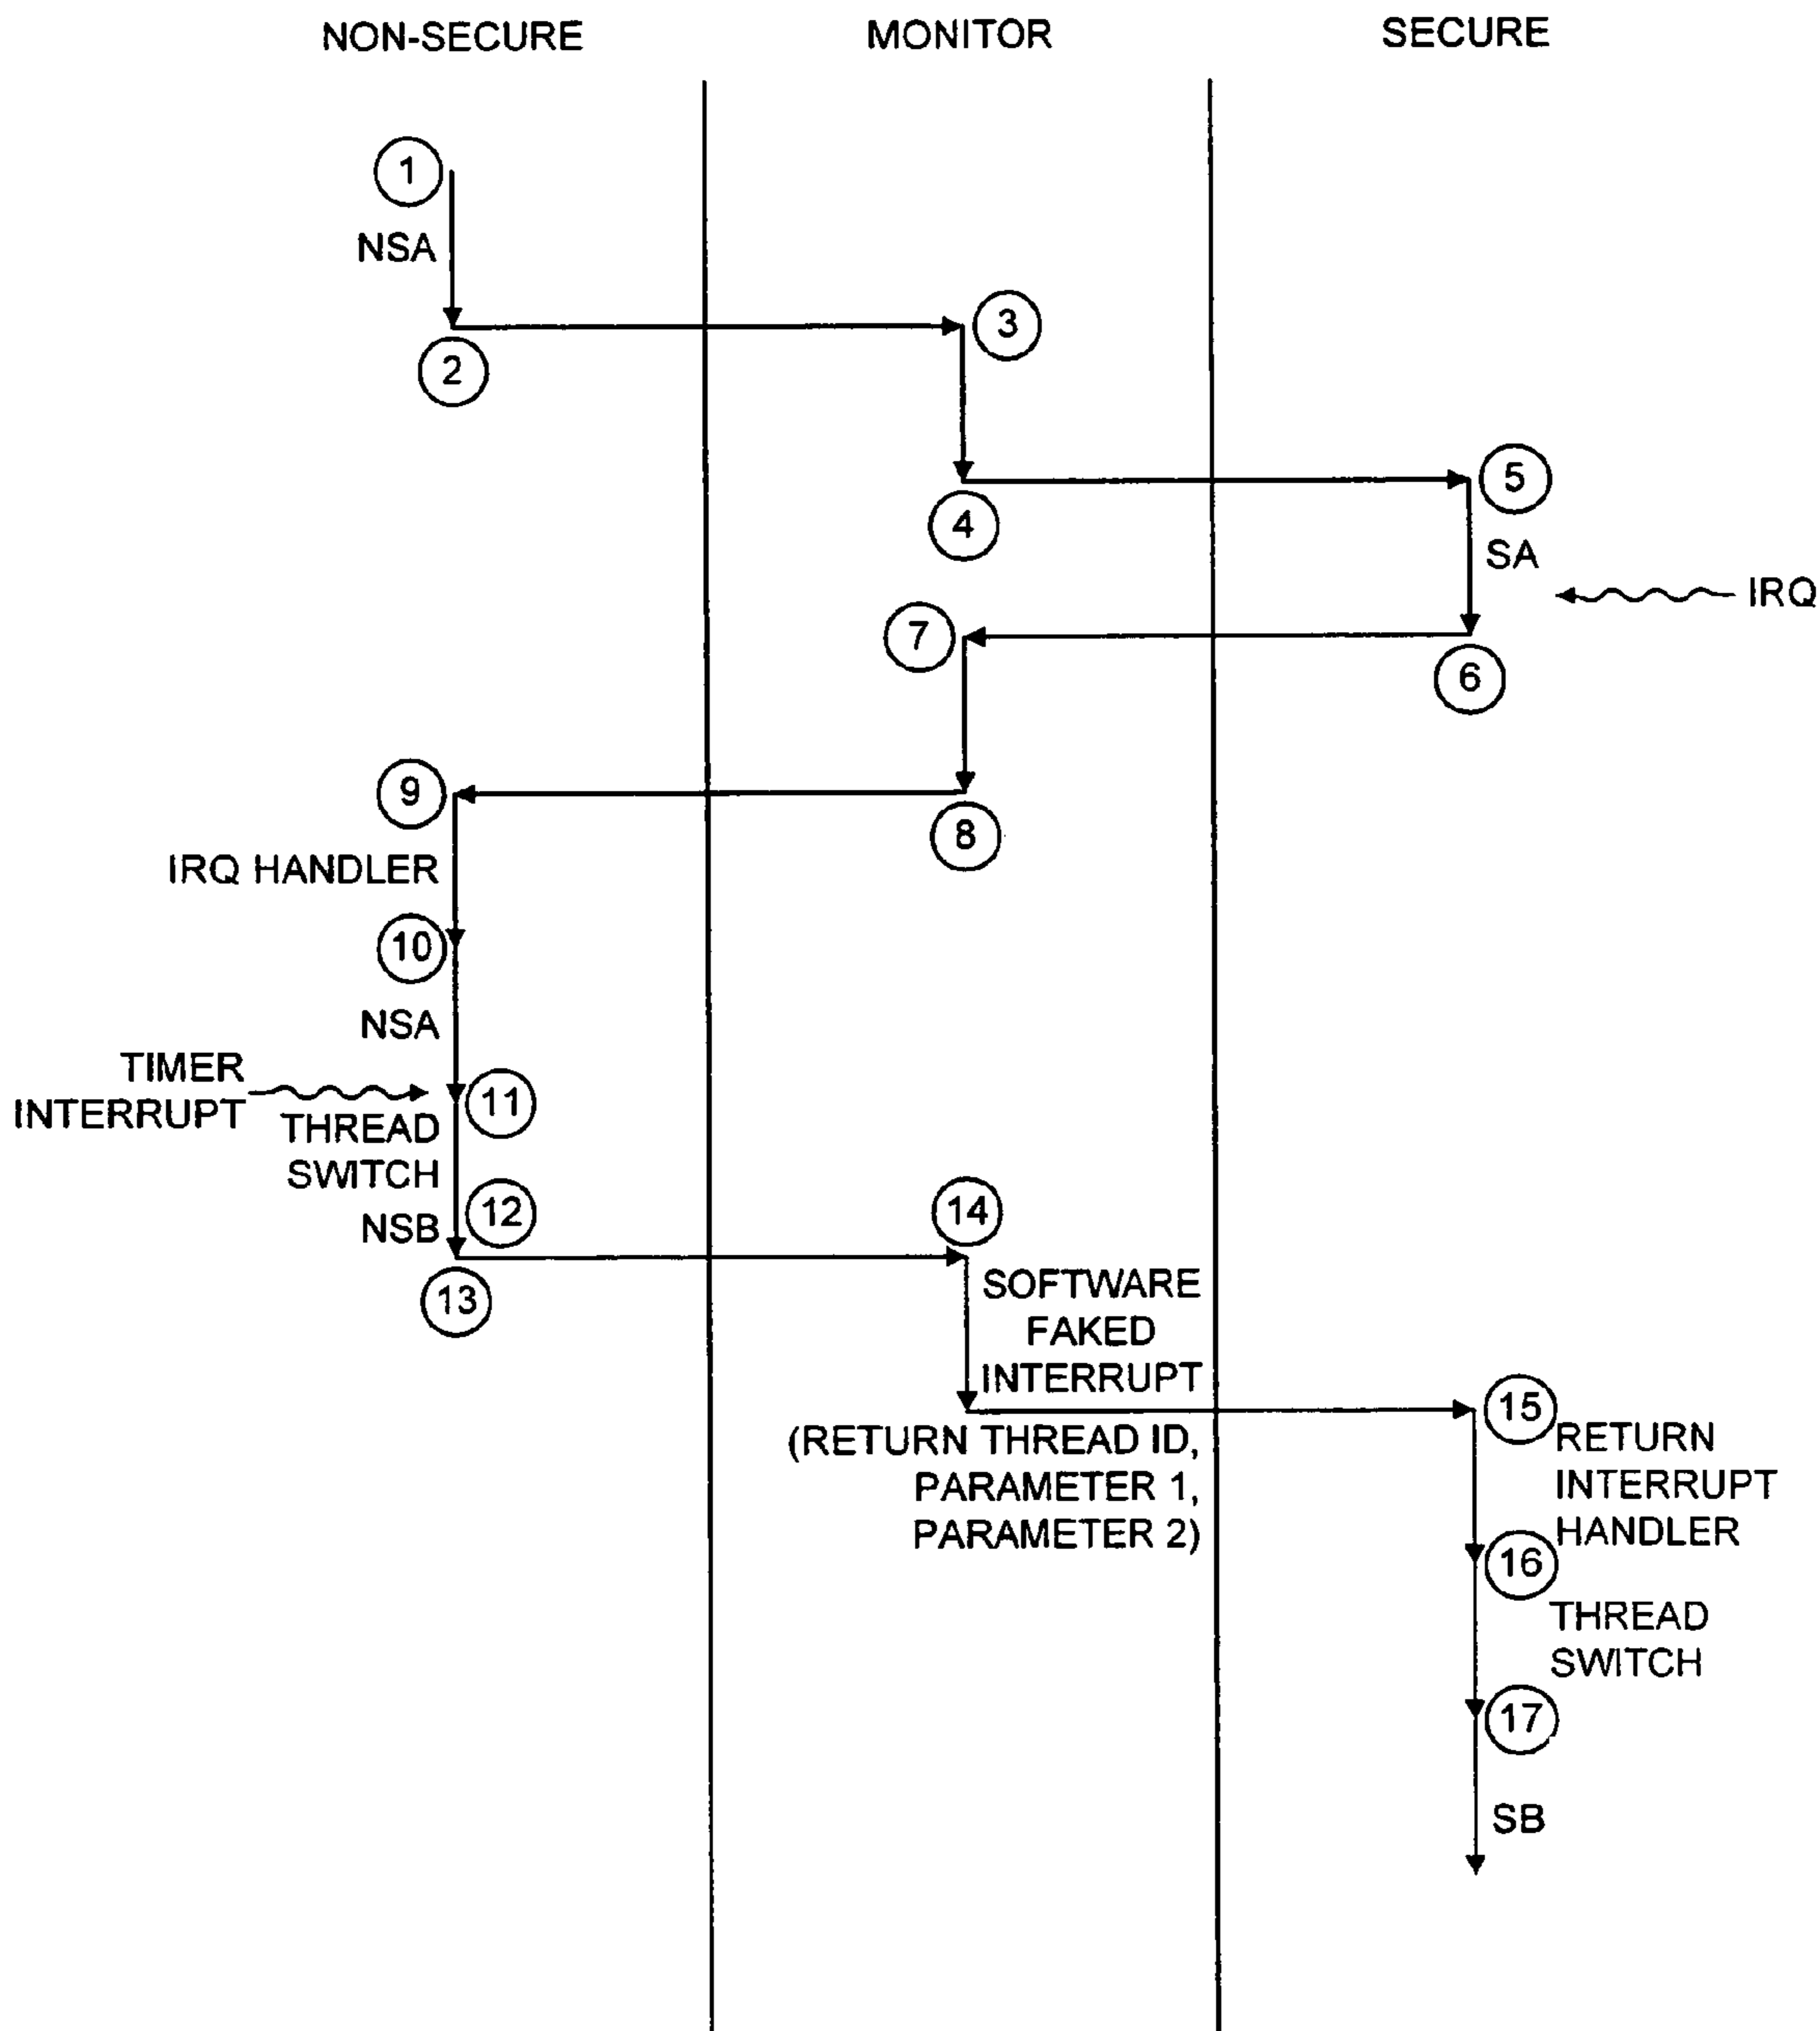 NON-SECURE
MONITOR
SECURE
1
NSA
2
3
4
5
SA
IRQ
6
7
8
9
IRQ HANDLER
10
NSA
TIMER
INTERRUPT
11
THREAD
SWITCH
12
NSB
13
14
SOFTWARE
FAKED
INTERRUPT
(RETURN THREAD ID,
PARAMETER 1,
PARAMETER 2)
15
RETURN
INTERRUPT
HANDLER
16
THREAD
SWITCH
17
SB